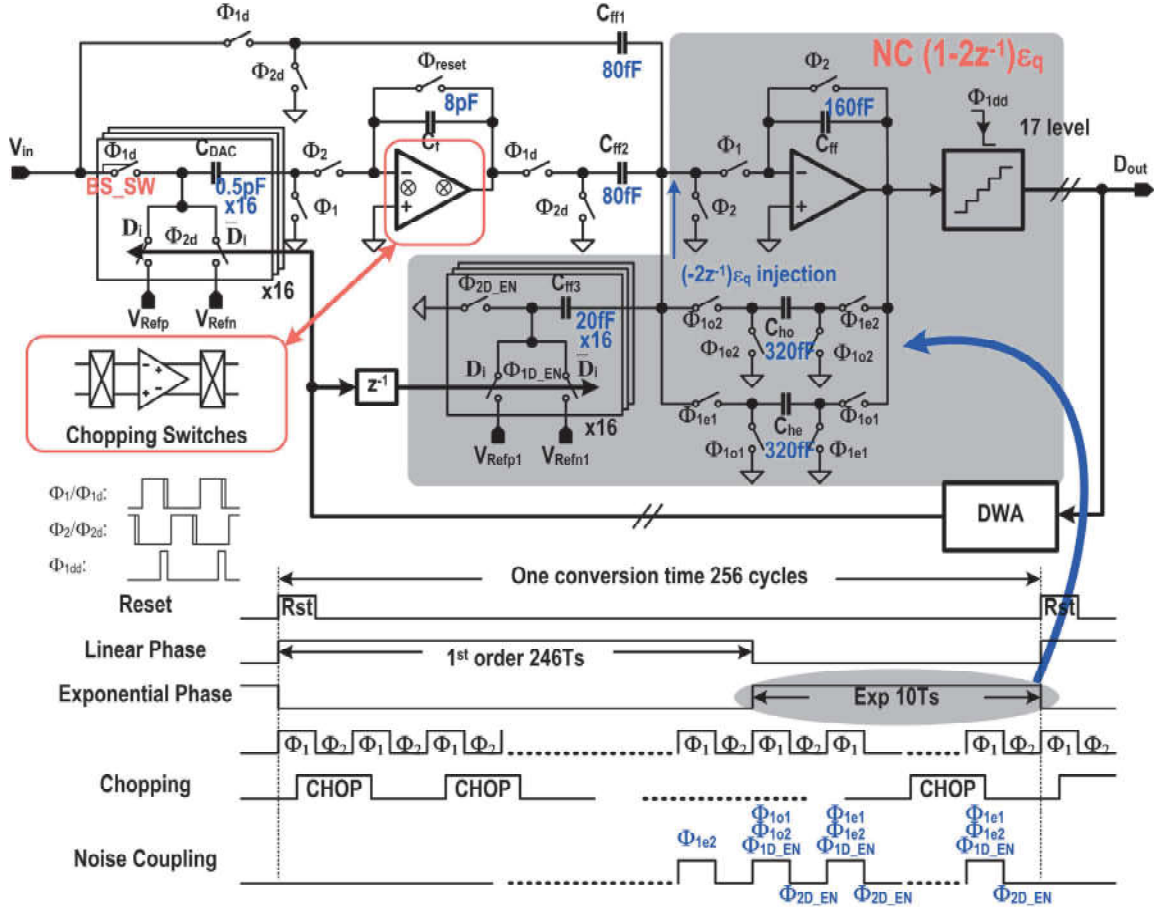 Φ1d
Cff1
80fF
NC (1-2z⁻¹)εq
Φ2d
Φreset
8pF
Cf
Φ2
160fF
Cff
Φ1dd
17 level
Vin
Φ1d
BS_SW
CDAC
0.5pF
x16
Φ2
Φ1
Φ1d
Cff2
80fF
Φ2d
Φ1
Φ2
Dout
Di
Φ2d
D̅i
x16
VRefp
VRefn
(-2z⁻¹)εq injection
Φ2D_EN
Cff3
20fF
x16
Φ1o2
Cho
Φ1e2
Φ1e2
320fF
Φ1o2
Di
Φ1D_EN
D̅i
x16
z⁻¹
Φ1e1
Che
Φ1o1
Φ1o1
320fF
Φ1e1
VRefp1
VRefn1
Chopping Switches
DWA
Φ1/Φ1d:
Φ2/Φ2d:
Φ1dd:
One conversion time 256 cycles
Reset
Rst
Rst
Linear Phase
1st order 246Ts
Exponential Phase
Exp 10Ts
Φ1 Φ2 Φ1 Φ2 Φ1 Φ2 Φ1 Φ2 Φ1 Φ2 Φ1 Φ1 Φ2 Φ1 Φ2
Chopping
CHOP
CHOP
CHOP
Noise Coupling
Φ1e2
Φ1o1
Φ1o2
Φ1D_EN
Φ1e1
Φ1e2
Φ1D_EN
Φ1e1
Φ1e2
Φ1D_EN
Φ2D_EN
Φ2D_EN
Φ2D_EN